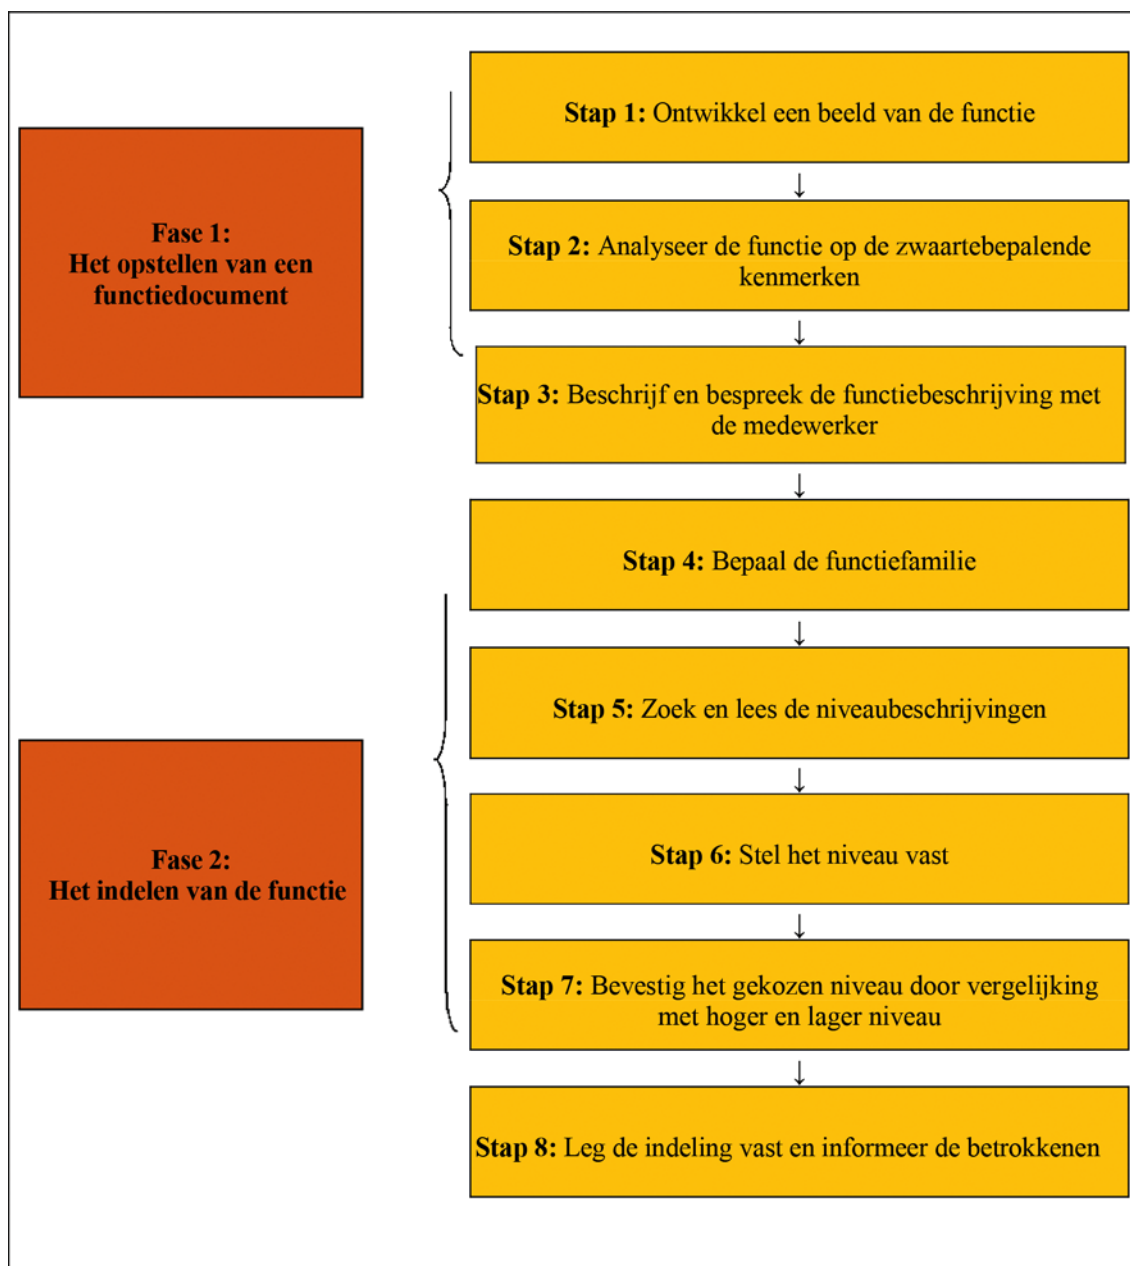 Stap 1: Ontwikkel een beeld van de functie
↓
Fase 1:
Het opstellen van een
functiedocument
Stap 2: Analyseer de functie op de zwaartebepalende
kenmerken
↓
Stap 3: Beschrijf en bespreek de functiebeschrijving met
de medewerker
↓
Stap 4: Bepaal de functiefamilie
↓
Stap 5: Zoek en lees de niveaubeschrijvingen
↓
Fase 2:
Het indelen van de functie
Stap 6: Stel het niveau vast
↓
Stap 7: Bevestig het gekozen niveau door vergelijking
met hoger en lager niveau
↓
Stap 8: Leg de indeling vast en informeer de betrokkenen